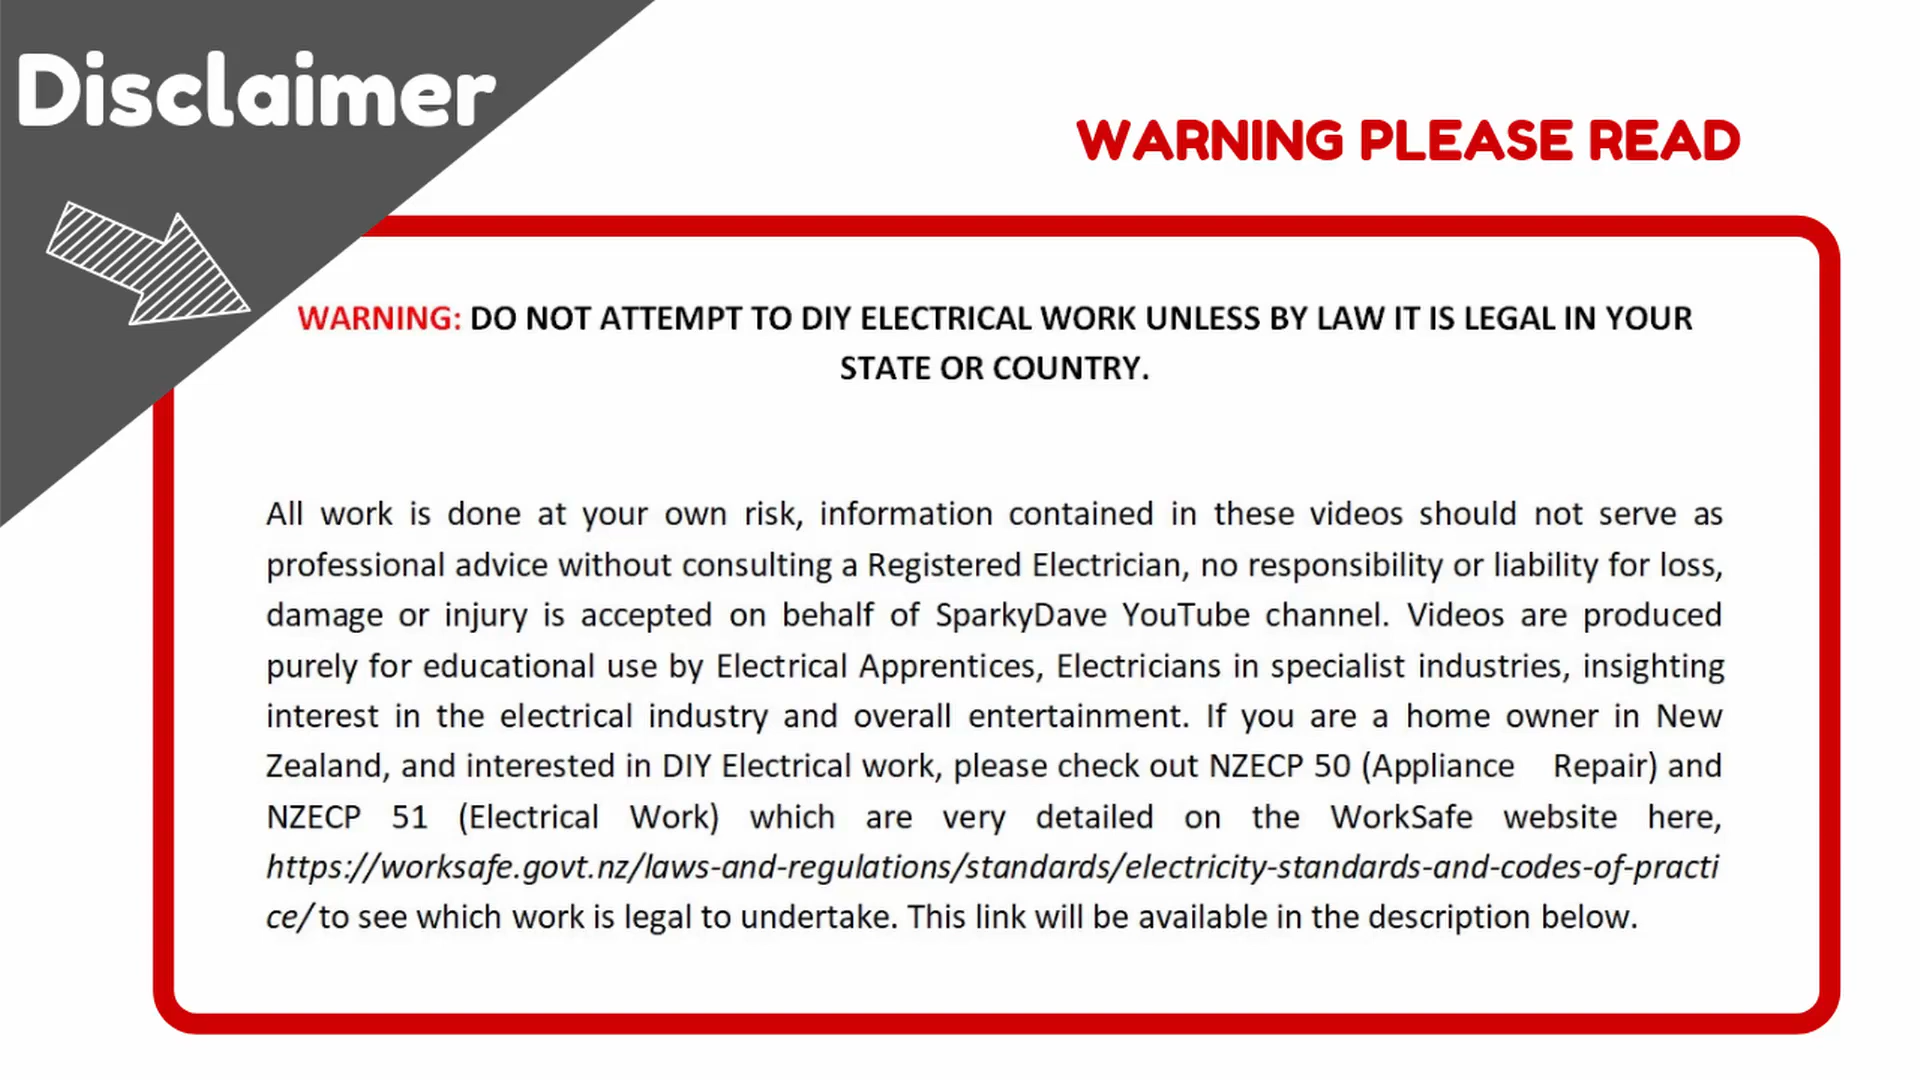 Disclaimer
WARNING PLEASE READ
WARNING: DO NOT ATTEMPT TO DIY ELECTRICAL WORK UNLESS BY LAW IT IS LEGAL IN YOUR
STATE OR COUNTRY.
All work is done at your own risk, information contained in these videos should not serve as
professional advice without consulting a Registered Electrician, no responsibility or liability for loss,
damage or injury is accepted on behalf of SparkyDave YouTube channel. Videos are produced
purely for educational use by Electrical Apprentices, Electricians in specialist industries, insighting
interest in the electrical industry and overall entertainment. If you are a home owner in New
Zealand, and interested in DIY Electrical work, please check out NZECP 50 (Appliance Repair) and
NZECP 51 (Electrical Work) which are very detailed on the WorkSafe website here,
https://worksafe.govt.nz/laws-and-regulations/standards/electricity-standards-and-codes-of-practi
ce/ to see which work is legal to undertake. This link will be available in the description below.